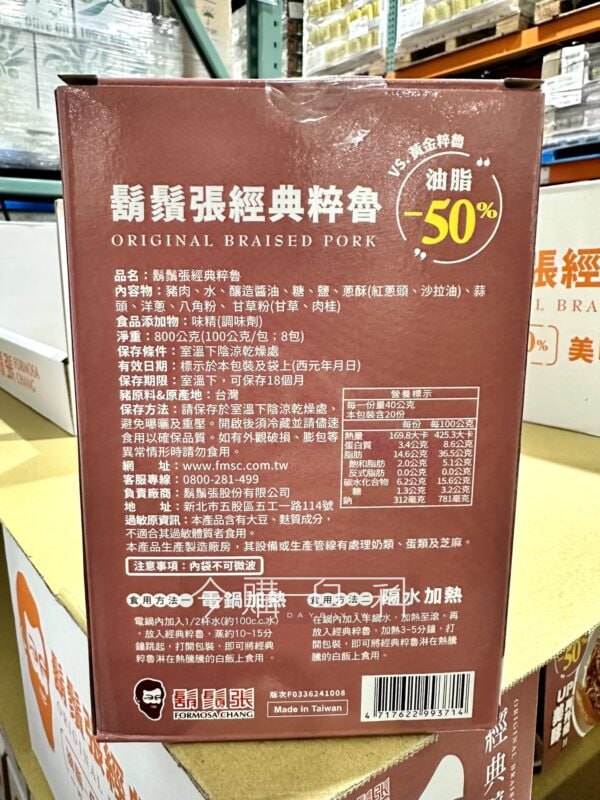 VS. 黃金粹魯
油脂
-50%
鬍鬚張經典粹魯
ORIGINAL BRAISED PORK
品名：鬍鬚張經典粹魯
內容物：豬肉、水、釀造醬油、糖、鹽、蔥酥(紅蔥頭、沙拉油)、蒜
頭、洋蔥、八角粉、甘草粉(甘草、肉桂)
食品添加物：味精(調味劑)
淨重：800公克(100公克/包；8包)
保存條件：室溫下陰涼乾燥處
有效日期：標示於本包裝及袋上(西元年月日)
保存期限：室溫下，可保存18個月
豬原料&原產地：台灣
保存方法：請保存於室溫下陰涼乾燥處，
避免曝曬及重壓。開啟後須冷藏並請儘速
食用以確保品質。如有外觀破損、膨包等
異常情形時請勿食用。
網 址：www.fmsc.com.tw
客服專線：0800-281-499
負責廠商：鬍鬚張股份有限公司
地 址：新北市五股區五工一路114號
過敏原資訊：本產品含有大豆、麩質成分，
不適合其過敏體質者食用。
本產品生產製造廠房，其設備或生產管線有處理奶類、蛋類及芝麻。
營養標示
每一份量40公克
本包裝含20份
每份 每100公克
熱量 169.8大卡 425.3大卡
蛋白質 3.4公克 8.6公克
脂肪 14.6公克 36.5公克
飽和脂肪 2.0公克 5.1公克
反式脂肪 0.0公克 0.0公克
碳水化合物 6.2公克 15.6公克
糖 1.3公克 3.2公克
鈉 312毫克 781毫克
注意事項：內袋不可微波
食用方法一 電鍋加熱
電鍋內加入1/2杯水(約100c.c.水)
，放入經典粹魯，蒸約10~15分
鐘跳起，打開包裝，即可將經典
粹魯淋在熱騰騰的白飯上食用。
食用方法二 隔水加熱
在鍋內加入半鍋水，加熱至滾，再
放入經典粹魯，加熱3~5分鐘，打
開包裝，即可將經典粹魯淋在熱騰
騰的白飯上食用。
鬍鬚張
FORMOSA CHANG
版次F0336241006
Made in Taiwan
4 717622 993714
張經
L BRA
0%
美
鬍鬚張
FORMOSA
CHANG
鬍鬚張
經典
ORIGINAL BRAISED
50%